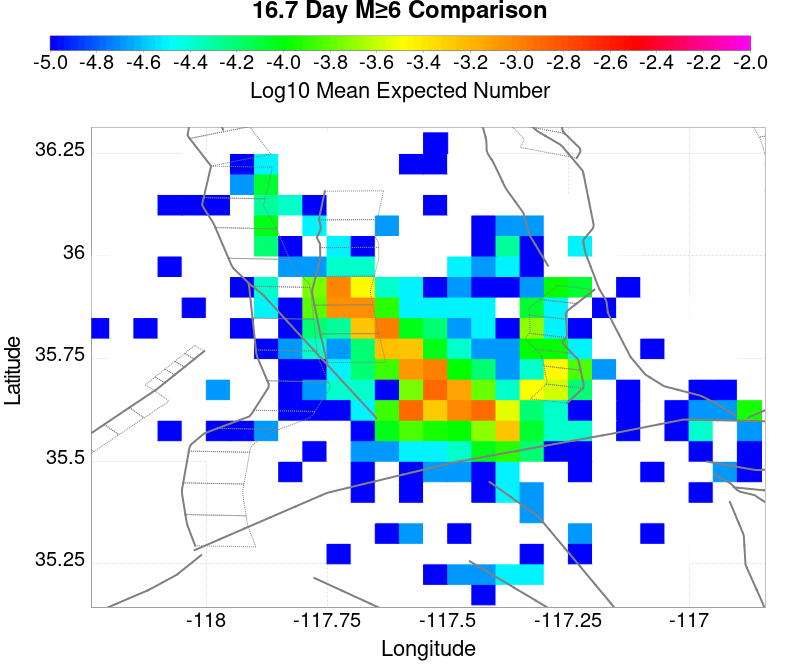 16.7 Day M≥6 Comparison
-5.0 -4.8 -4.6 -4.4 -4.2 -4.0 -3.8 -3.6 -3.4 -3.2 -3.0 -2.8 -2.6 -2.4 -2.2 -2.0
Log10 Mean Expected Number
36.25
36
35.75
35.5
35.25
Latitude
-118 -117.75 -117.5 -117.25 -117
Longitude